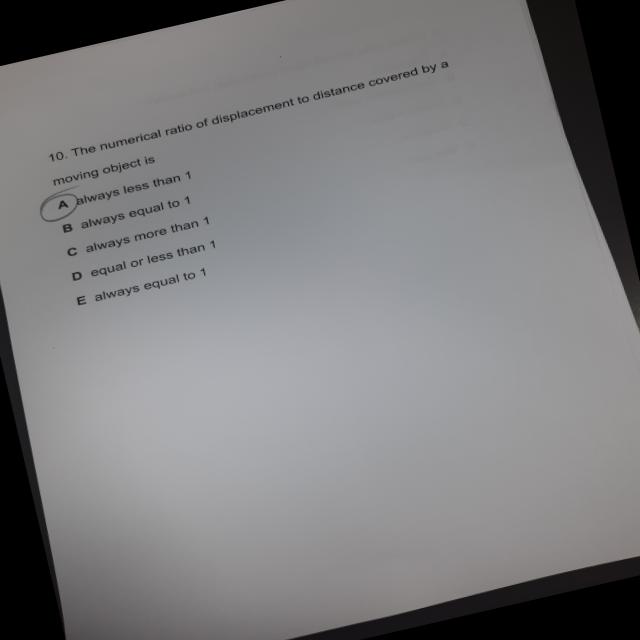 10. The numerical ratio of displacement to distance covered by a
moving object is
A always less than 1
B always equal to 1
C always more than 1
D equal or less than 1
E always equal to 1